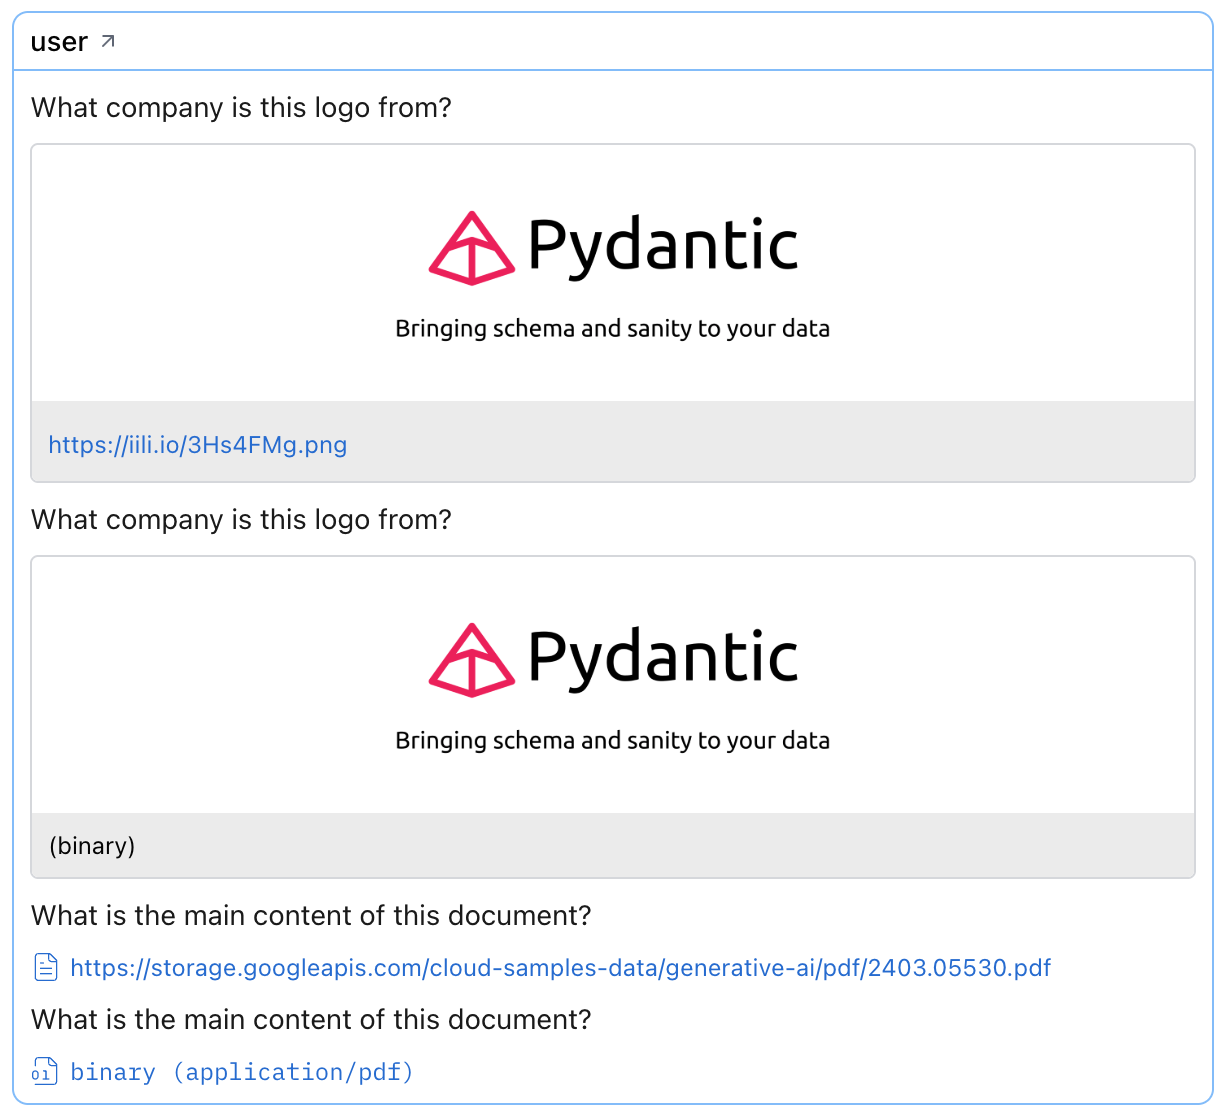 user
What company is this logo from?
Pydantic
Bringing schema and sanity to your data
https://iili.io/3Hs4FMg.png
What company is this logo from?
Pydantic
Bringing schema and sanity to your data
(binary)
What is the main content of this document?
https://storage.googleapis.com/cloud-samples-data/generative-ai/pdf/2403.05530.pdf
What is the main content of this document?
binary (application/pdf)